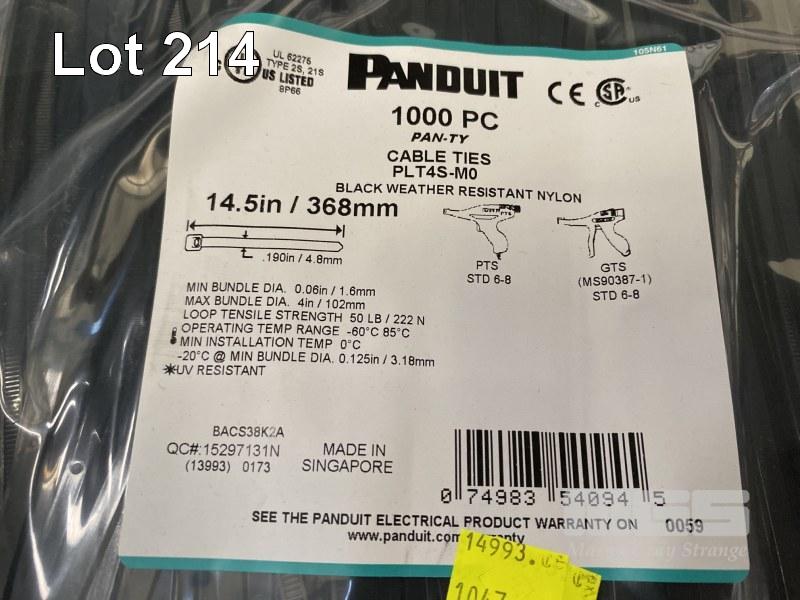 Lot 214
105N61
UL 62275
TYPE 2S, 21S
C UL US LISTED
8P66
PANDUIT
CE
C SA US
1000 PC
PAN-TY
CABLE TIES
PLT4S-M0
BLACK WEATHER RESISTANT NYLON
14.5in / 368mm
.190in / 4.8mm
PTS
STD 6-8
GTS
(MS90387-1)
STD 6-8
MIN BUNDLE DIA. 0.06in / 1.6mm
MAX BUNDLE DIA. 4in / 102mm
LOOP TENSILE STRENGTH 50 LB / 222 N
OPERATING TEMP RANGE -60°C 85°C
MIN INSTALLATION TEMP 0°C
-20°C @ MIN BUNDLE DIA. 0.125in / 3.18mm
UV RESISTANT
BACS38K2A
QC#:15297131N
(13993) 0173
MADE IN
SINGAPORE
0 74983 54094 5
SEE THE PANDUIT ELECTRICAL PRODUCT WARRANTY ON 0059
www.panduit.com
14993.
1047